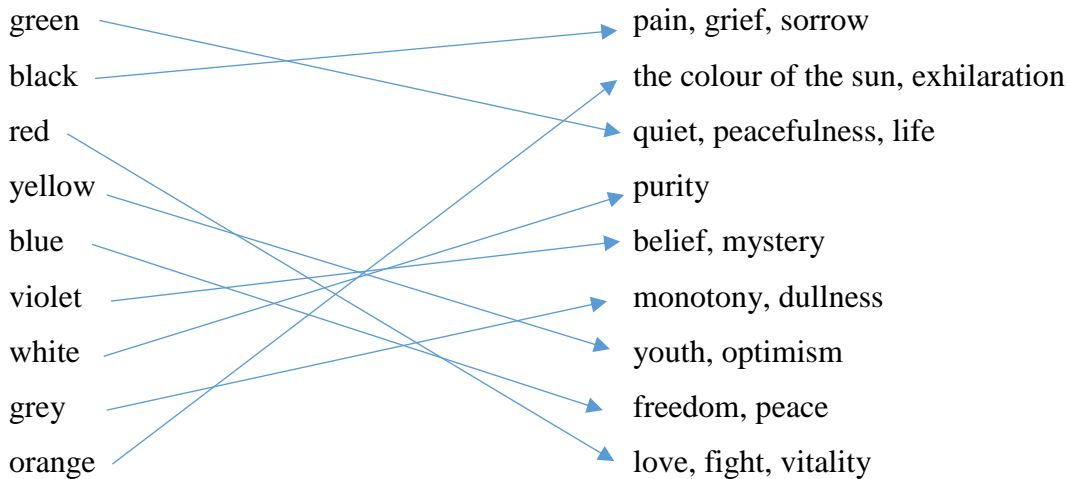 green pain, grief, sorrow
black the colour of the sun, exhilaration
red quiet, peacefulness, life
yellow purity
blue belief, mystery
violet monotony, dullness
white youth, optimism
grey freedom, peace
orange love, fight, vitality